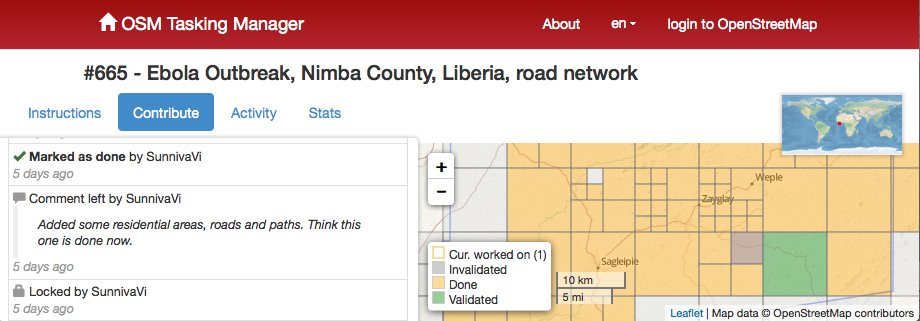 OSM Tasking Manager
About
en
login to OpenStreetMap
#665 - Ebola Outbreak, Nimba County, Liberia, road network
Instructions
Contribute
Activity
Stats
Marked as done by SunnivaVi
5 days ago
Comment left by SunnivaVi
Added some residential areas, roads and paths. Think this
one is done now.
5 days ago
Locked by SunnivaVi
5 days ago
+
−
Weple
Zayglay
Sagleipie
Cur. worked on (1)
Invalidated
Done
Validated
10 km
5 mi
Leaflet | Map data © OpenStreetMap contributors